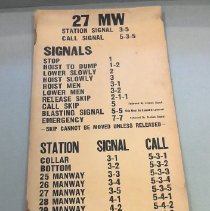 27 MW
STATION SIGNAL 3-5
CALL SIGNAL 5-3-5
SIGNALS
STOP 1
HOIST TO DUMP 1-2
LOWER SLOWLY 2
HOIST SLOWLY 3
HOIST MEN 3-1
LOWER MEN 3-2
RELEASE SKIP 2-1-1
CALL SKIP 5
BLASTING SIGNAL 5-5
EMERGENCY 7-7
—SKIP CANNOT BE MOVED UNLESS RELEASED—
STATION SIGNAL CALL
COLLAR 3-1 5-3-1
BOTTOM 3-2 5-3-2
25 MANWAY 3-3 5-3-3
26 MANWAY 3-4 5-3-4
27 MANWAY 3-5 5-3-5
28 MANWAY 4-1 5-4-1
29 MANWAY 4-2